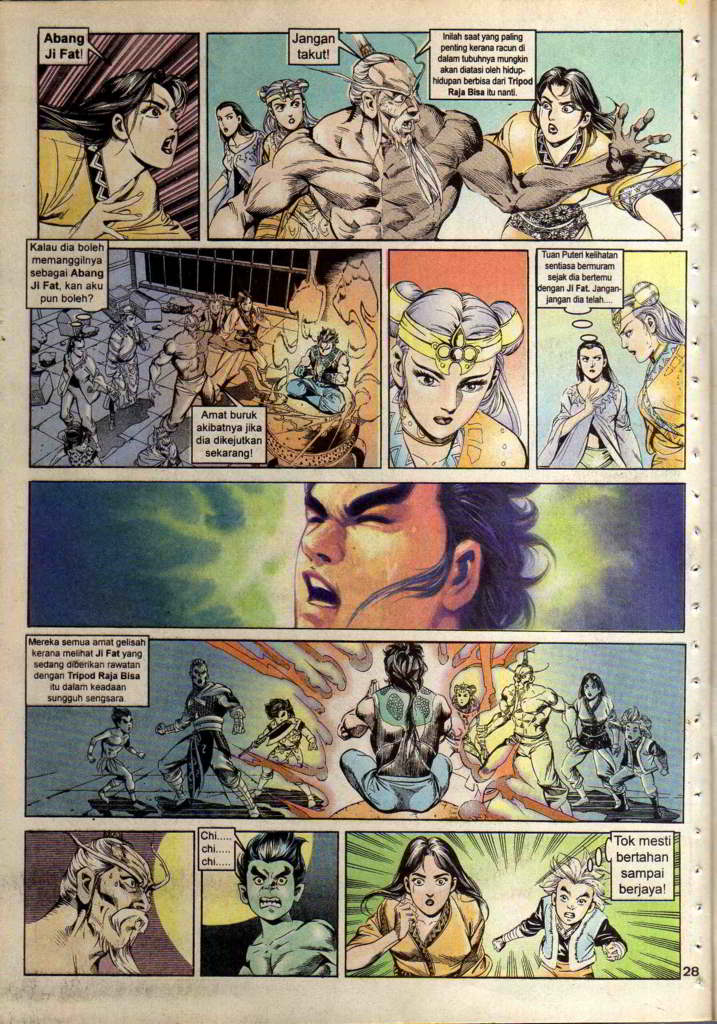 Abang
Ji Fat!
Jangan
takut!
Inilah saat yang paling
penting kerana racun di
dalam tubuhnya mungkin
akan diatasi oleh hidup-
hidupan berbisa dari Tripod
Raja Bisa itu nanti.
Kalau dia boleh
memanggilnya
sebagai Abang
Ji Fat, kan aku
pun boleh?
Amat buruk
akibatnya jika
dia dikejutkan
sekarang!
Tuan Puteri kelihatan
sentiasa bermuram
sejak dia bertemu
dengan Ji Fat. Jangan-
jangan dia telah....
Mereka semua amat gelisah
kerana melihat Ji Fat yang
sedang diberikan rawatan
dengan Tripod Raja Bisa
itu dalam keadaan
sungguh sengsara.
Chi.....
chi.....
chi.....
Tok mesti
bertahan
sampai
berjaya!
28